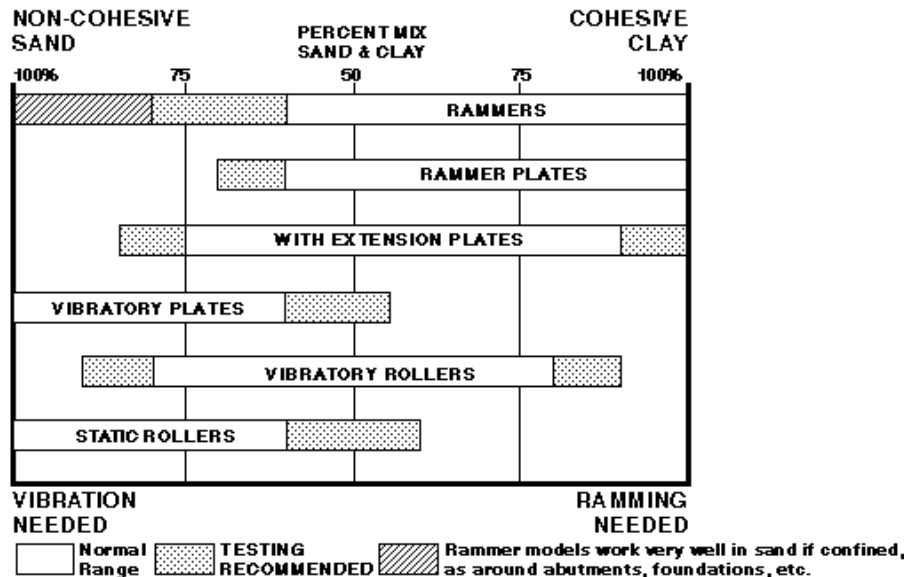 NON-COHESIVE
SAND
PERCENT MIX
SAND & CLAY
COHESIVE
CLAY
100% 75 50 75 100%
RAMMERS
RAMMER PLATES
WITH EXTENSION PLATES
VIBRATORY PLATES
VIBRATORY ROLLERS
STATIC ROLLERS
VIBRATION
NEEDED
RAMMING
NEEDED
Normal
Range
TESTING
RECOMMENDED
Rammer models work very well in sand if confined,
as around abutments, foundations, etc.